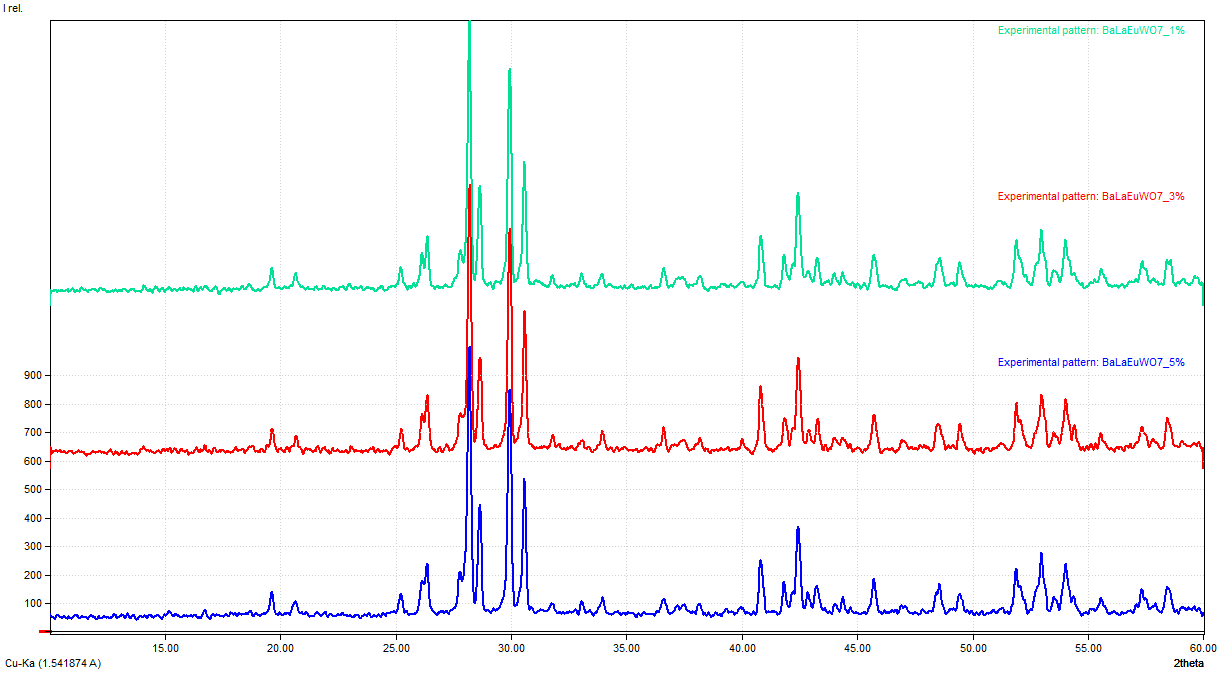 I rel.
Experimental pattern: BaLaEuWO7_1%
Experimental pattern: BaLaEuWO7_3%
Experimental pattern: BaLaEuWO7_5%
900
800
700
600
500
400
300
200
100
15.00 20.00 25.00 30.00 35.00 40.00 45.00 50.00 55.00 60.00
Cu-Ka (1.541874 A) 2theta